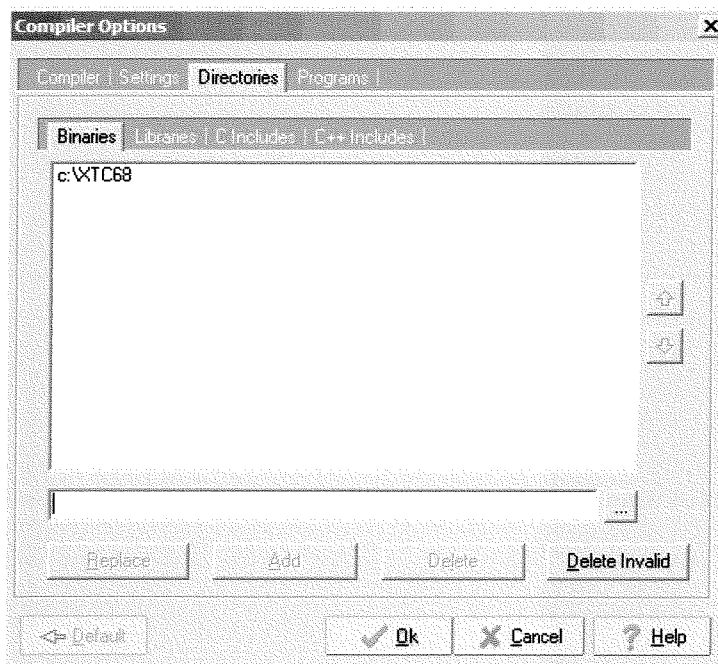 Compiler Options
Compiler Settings Directories Programs
Binaries Libraries C Includes C++ Includes
c:\XTC68
...
Replace Add Delete Delete Invalid
Default Ok Cancel Help